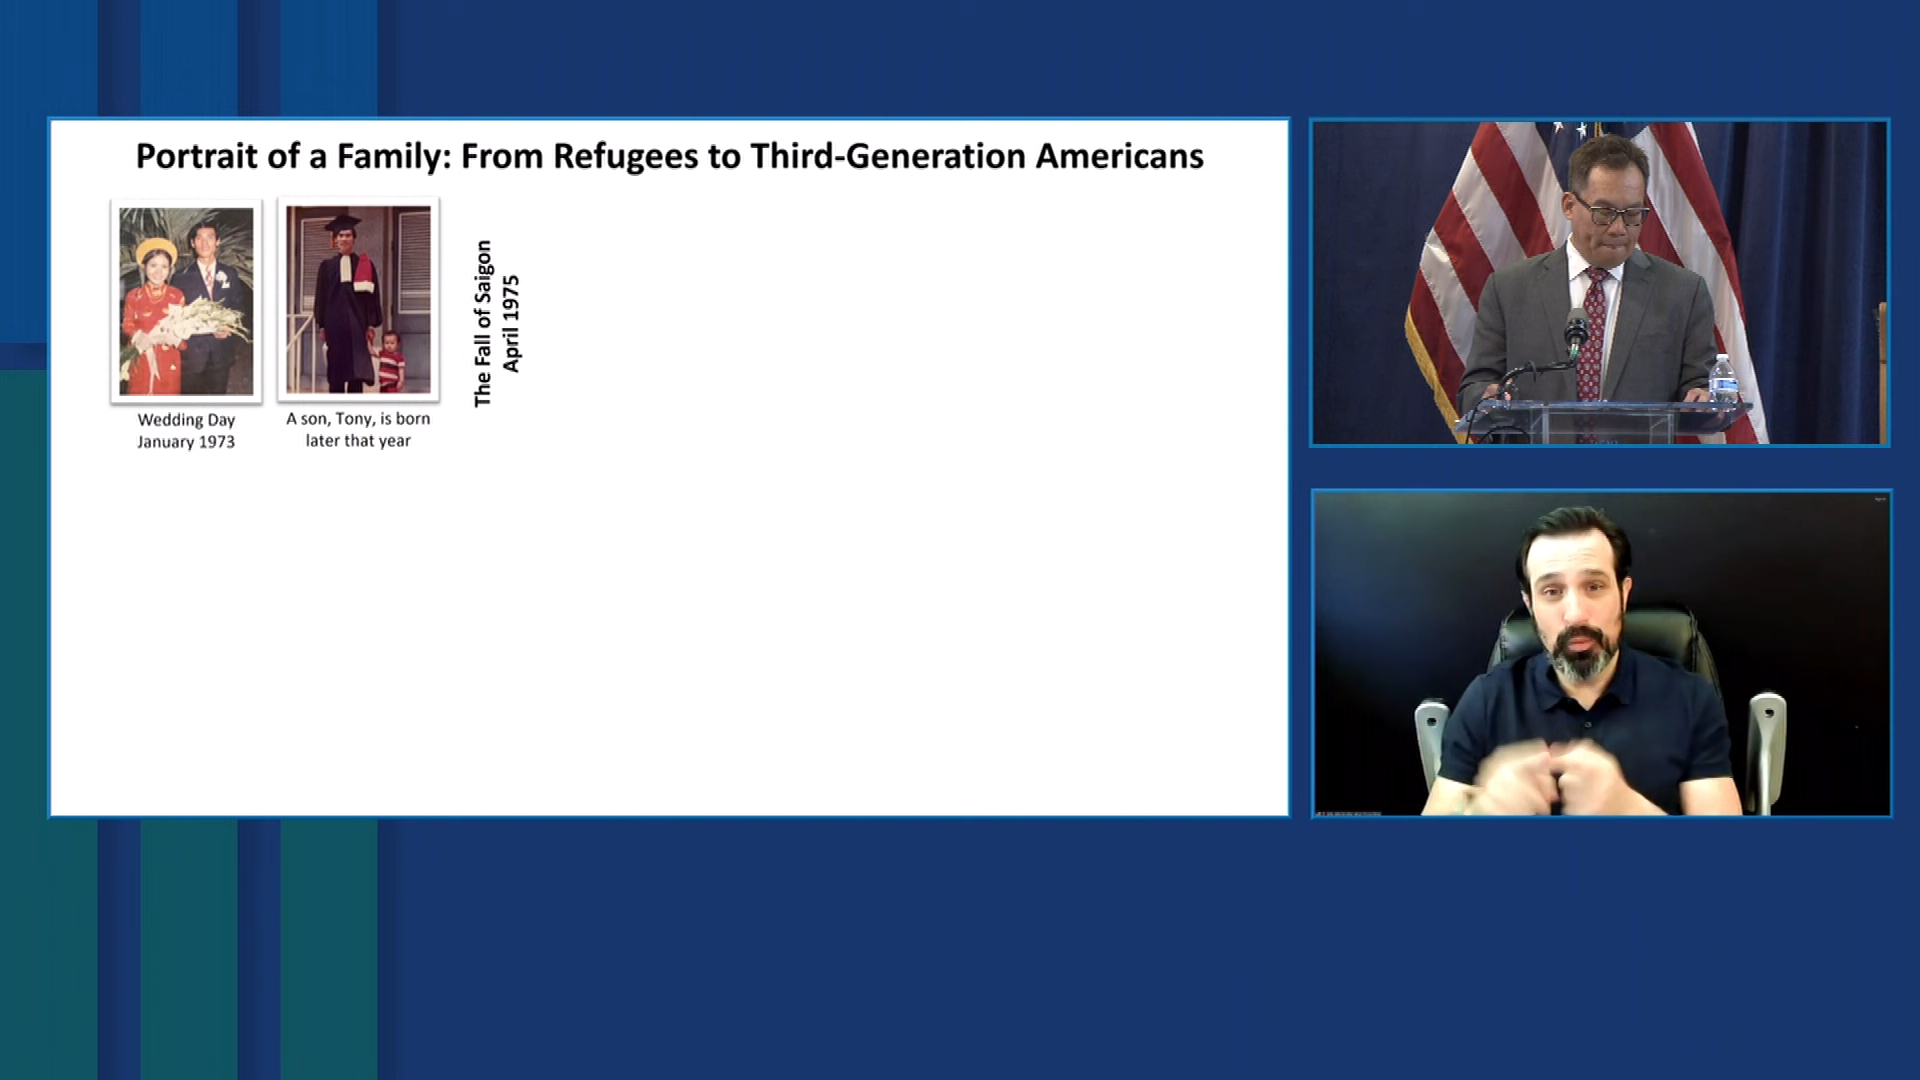 Portrait of a Family: From Refugees to Third-Generation Americans
Wedding Day
January 1973
A son, Tony, is born
later that year
The Fall of Saigon
April 1975